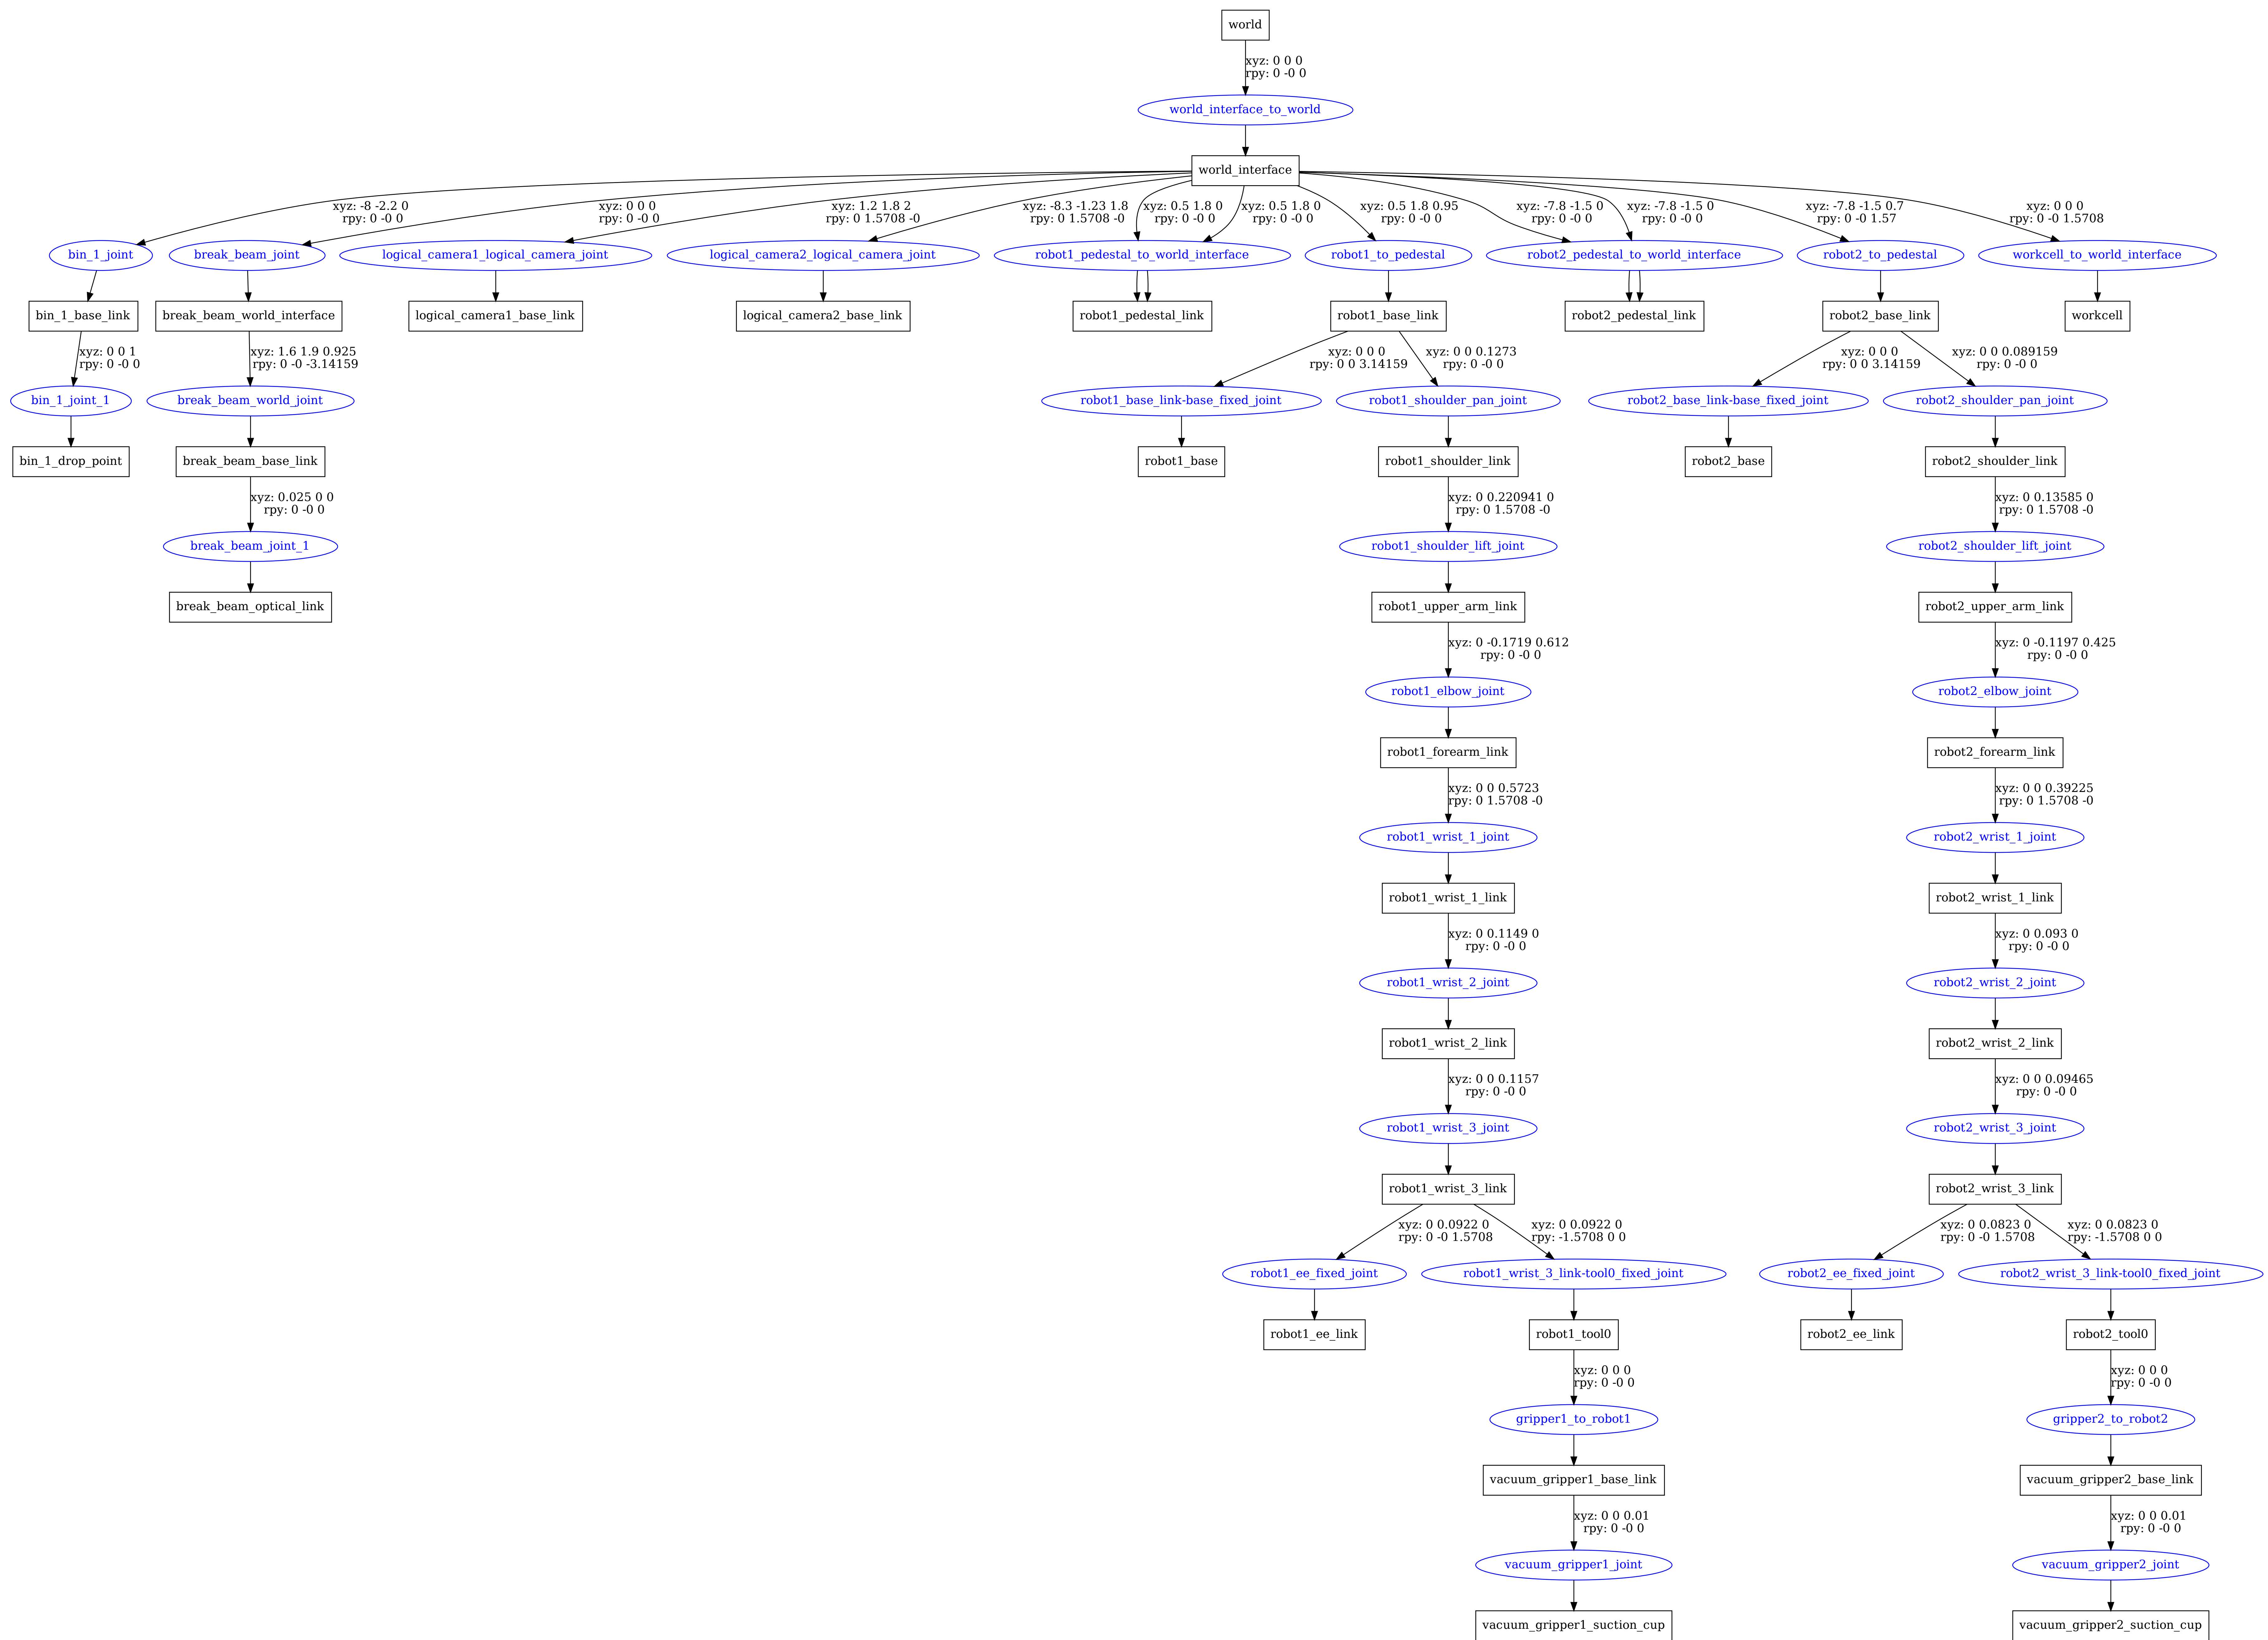 world
xyz: 0 0 0
rpy: 0 -0 0
world_interface_to_world
world_interface
xyz: -8 -2.2 0
rpy: 0 -0 0
xyz: 0 0 0
rpy: 0 -0 0
xyz: 1.2 1.8 2
rpy: 0 1.5708 -0
xyz: -8.3 -1.23 1.8
rpy: 0 1.5708 -0
xyz: 0.5 1.8 0
rpy: 0 -0 0
xyz: 0.5 1.8 0
rpy: 0 -0 0
xyz: 0.5 1.8 0.95
rpy: 0 -0 0
xyz: -7.8 -1.5 0
rpy: 0 -0 0
xyz: -7.8 -1.5 0
rpy: 0 -0 0
xyz: -7.8 -1.5 0.7
rpy: 0 -0 1.57
xyz: 0 0 0
rpy: 0 -0 1.5708
bin_1_joint
break_beam_joint
logical_camera1_logical_camera_joint
logical_camera2_logical_camera_joint
robot1_pedestal_to_world_interface
robot1_to_pedestal
robot2_pedestal_to_world_interface
robot2_to_pedestal
workcell_to_world_interface
bin_1_base_link
break_beam_world_interface
logical_camera1_base_link
logical_camera2_base_link
robot1_pedestal_link
robot1_base_link
robot2_pedestal_link
robot2_base_link
workcell
xyz: 0 0 1
rpy: 0 -0 0
xyz: 1.6 1.9 0.925
rpy: 0 -0 -3.14159
xyz: 0 0 0
rpy: 0 0 3.14159
xyz: 0 0 0.1273
rpy: 0 -0 0
xyz: 0 0 0
rpy: 0 0 3.14159
xyz: 0 0 0.089159
rpy: 0 -0 0
bin_1_joint_1
break_beam_world_joint
robot1_base_link-base_fixed_joint
robot1_shoulder_pan_joint
robot2_base_link-base_fixed_joint
robot2_shoulder_pan_joint
bin_1_drop_point
break_beam_base_link
robot1_base
robot1_shoulder_link
robot2_base
robot2_shoulder_link
xyz: 0.025 0 0
rpy: 0 -0 0
xyz: 0 0.220941 0
rpy: 0 1.5708 -0
xyz: 0 0.13585 0
rpy: 0 1.5708 -0
break_beam_joint_1
robot1_shoulder_lift_joint
robot2_shoulder_lift_joint
break_beam_optical_link
robot1_upper_arm_link
robot2_upper_arm_link
xyz: 0 -0.1719 0.612
rpy: 0 -0 0
xyz: 0 -0.1197 0.425
rpy: 0 -0 0
robot1_elbow_joint
robot2_elbow_joint
robot1_forearm_link
robot2_forearm_link
xyz: 0 0 0.5723
rpy: 0 1.5708 -0
xyz: 0 0 0.39225
rpy: 0 1.5708 -0
robot1_wrist_1_joint
robot2_wrist_1_joint
robot1_wrist_1_link
robot2_wrist_1_link
xyz: 0 0.1149 0
rpy: 0 -0 0
xyz: 0 0.093 0
rpy: 0 -0 0
robot1_wrist_2_joint
robot2_wrist_2_joint
robot1_wrist_2_link
robot2_wrist_2_link
xyz: 0 0 0.1157
rpy: 0 -0 0
xyz: 0 0 0.09465
rpy: 0 -0 0
robot1_wrist_3_joint
robot2_wrist_3_joint
robot1_wrist_3_link
robot2_wrist_3_link
xyz: 0 0.0922 0
rpy: 0 -0 1.5708
xyz: 0 0.0922 0
rpy: -1.5708 0 0
xyz: 0 0.0823 0
rpy: 0 -0 1.5708
xyz: 0 0.0823 0
rpy: -1.5708 0 0
robot1_ee_fixed_joint
robot1_wrist_3_link-tool0_fixed_joint
robot2_ee_fixed_joint
robot2_wrist_3_link-tool0_fixed_joint
robot1_ee_link
robot1_tool0
robot2_ee_link
robot2_tool0
xyz: 0 0 0
rpy: 0 -0 0
xyz: 0 0 0
rpy: 0 -0 0
gripper1_to_robot1
gripper2_to_robot2
vacuum_gripper1_base_link
vacuum_gripper2_base_link
xyz: 0 0 0.01
rpy: 0 -0 0
xyz: 0 0 0.01
rpy: 0 -0 0
vacuum_gripper1_joint
vacuum_gripper2_joint
vacuum_gripper1_suction_cup
vacuum_gripper2_suction_cup